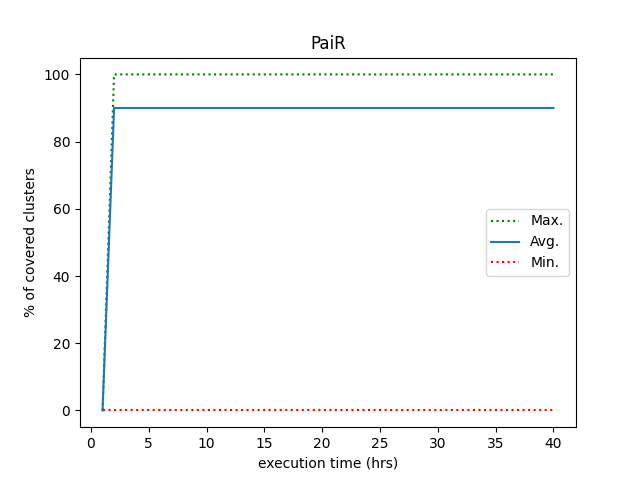 PaiR
100
80
60
40
20
0
% of covered clusters
Max.
Avg.
Min.
0 5 10 15 20 25 30 35 40
execution time (hrs)